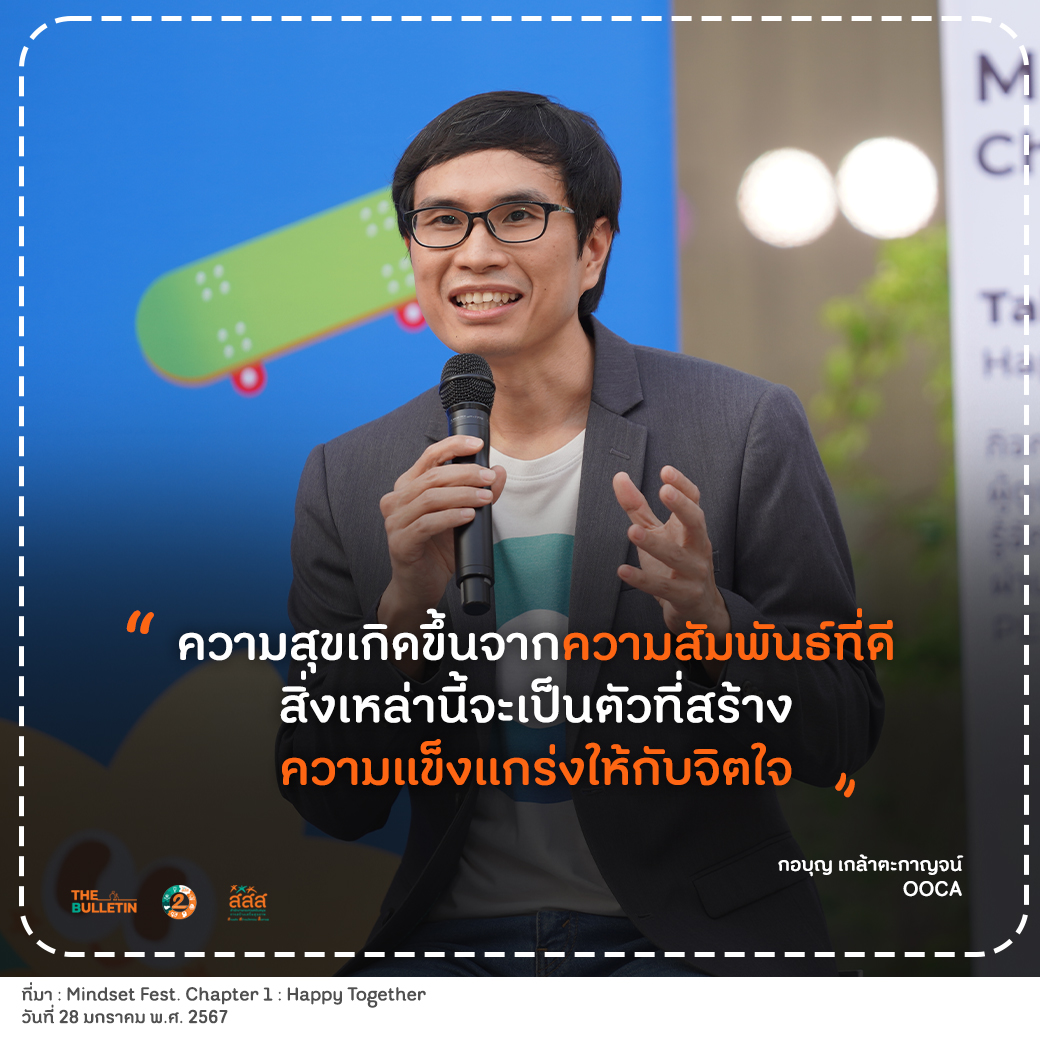 M
Ch
Ta
Ha
“ ความสุขเกิดขึ้นจากความสัมพันธ์ที่ดี
สิ่งเหล่านี้จะเป็นตัวที่สร้าง
ความแข็งแกร่งให้กับจิตใจ ”
กอบุญ เกล้าตะกาญจน์
OOCA
THE
BULLETIN
2
สสส
ที่มา : Mindset Fest. Chapter 1 : Happy Together
วันที่ 28 มกราคม พ.ศ. 2567